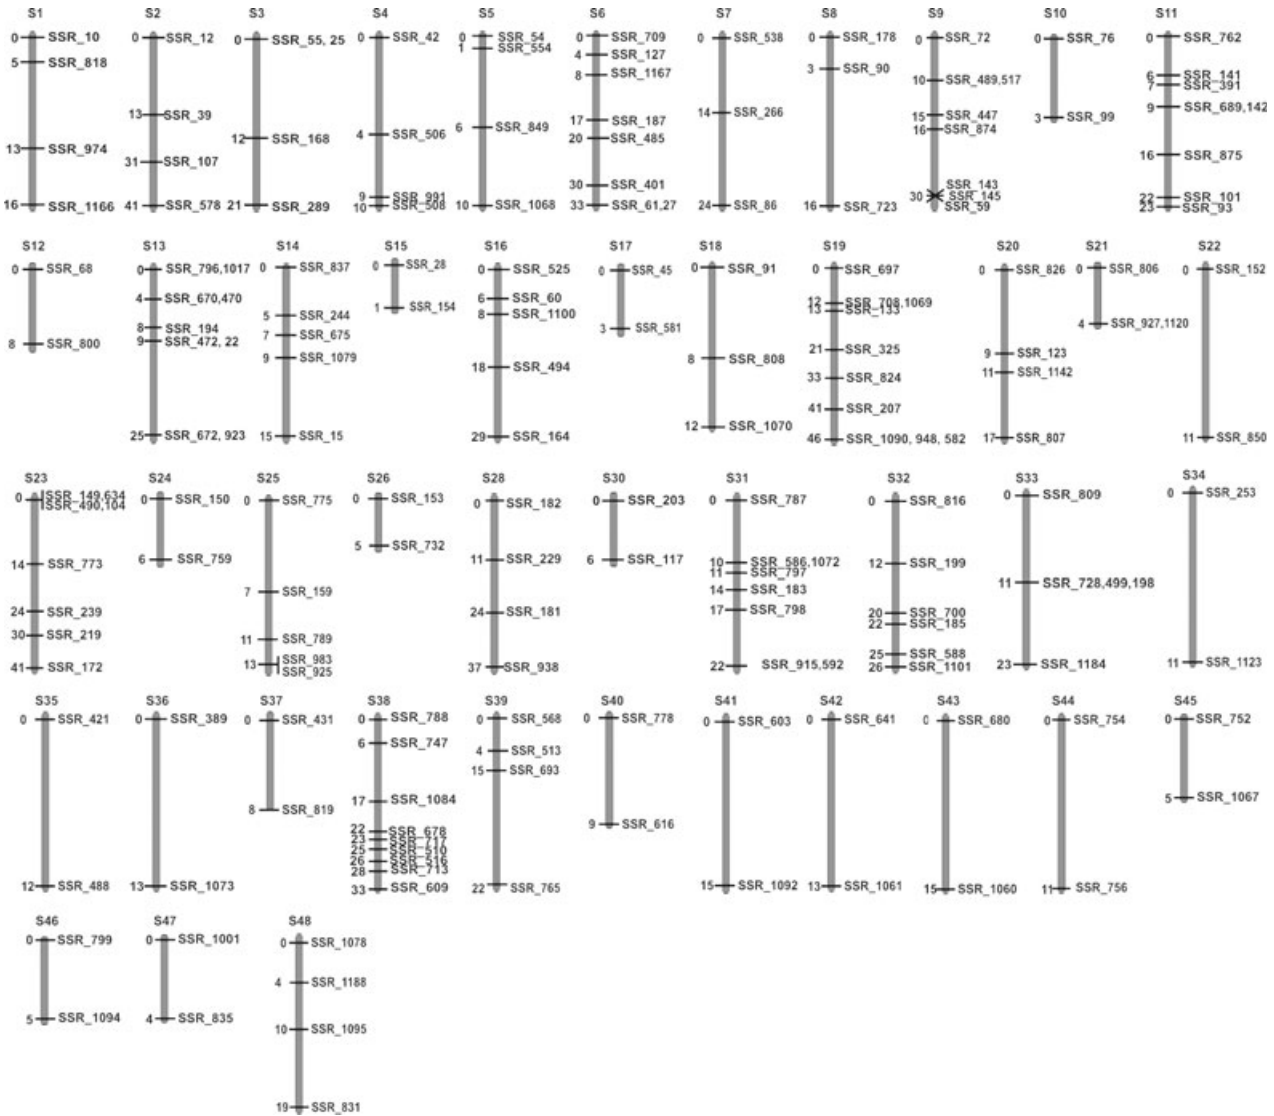 S1 S2 S3 S4 S5 S6 S7 S8 S9 S10 S11
0 SSR_10
5 SSR_818
13 SSR_974
16 SSR_1166
0 SSR_12
13 SSR_39
31 SSR_107
41 SSR_578
0 SSR_55, 25
12 SSR_168
21 SSR_289
0 SSR_42
4 SSR_506
9 SSR_991
10 SSR_508
0 SSR_54
1 SSR_554
6 SSR_849
10 SSR_1068
0 SSR_709
4 SSR_127
8 SSR_1167
17 SSR_187
20 SSR_485
30 SSR_401
33 SSR_61,27
0 SSR_538
14 SSR_266
24 SSR_86
0 SSR_178
3 SSR_90
16 SSR_723
0 SSR_72
10 SSR_489,517
15 SSR_447
16 SSR_874
SSR_143
30 SSR_145
SSR_59
0 SSR_76
3 SSR_99
0 SSR_762
6 SSR_141
7 SSR_391
9 SSR_689,142
16 SSR_875
22 SSR_101
23 SSR_93
S12 S13 S14 S15 S16 S17 S18 S19 S20 S21 S22
0 SSR_68
8 SSR_800
0 SSR_796,1017
4 SSR_670,470
8 SSR_194
9 SSR_472, 22
25 SSR_672, 923
0 SSR_837
5 SSR_244
7 SSR_675
9 SSR_1079
15 SSR_15
0 SSR_28
1 SSR_154
0 SSR_525
6 SSR_60
8 SSR_1100
18 SSR_494
29 SSR_164
0 SSR_45
3 SSR_581
0 SSR_91
8 SSR_808
12 SSR_1070
0 SSR_697
12 SSR_708,1069
13 SSR_133
21 SSR_325
33 SSR_824
41 SSR_207
46 SSR_1090, 948, 582
0 SSR_826
9 SSR_123
11 SSR_1142
17 SSR_807
0 SSR_806
4 SSR_927,1120
0 SSR_152
11 SSR_850
S23 S24 S25 S26 S28 S30 S31 S32 S33 S34
0 SSR_149,634
SSR_490,104
14 SSR_773
24 SSR_239
30 SSR_219
41 SSR_172
0 SSR_150
6 SSR_759
0 SSR_775
7 SSR_159
11 SSR_789
13 SSR_983
SSR_925
0 SSR_153
5 SSR_732
0 SSR_182
11 SSR_229
24 SSR_181
37 SSR_938
0 SSR_203
6 SSR_117
0 SSR_787
10 SSR_586,1072
11 SSR_797
14 SSR_183
17 SSR_798
22 SSR_915,592
0 SSR_816
12 SSR_199
20 SSR_700
22 SSR_185
25 SSR_588
26 SSR_1101
0 SSR_809
11 SSR_728,499,198
23 SSR_1184
0 SSR_253
11 SSR_1123
S35 S36 S37 S38 S39 S40 S41 S42 S43 S44 S45
0 SSR_421
12 SSR_488
0 SSR_389
13 SSR_1073
0 SSR_431
8 SSR_819
0 SSR_788
6 SSR_747
17 SSR_1084
22 SSR_678
23 SSR_717
25 SSR_510
26 SSR_516
28 SSR_713
33 SSR_609
0 SSR_568
4 SSR_513
15 SSR_693
22 SSR_765
0 SSR_778
9 SSR_616
0 SSR_603
15 SSR_1092
0 SSR_641
13 SSR_1061
0 SSR_680
15 SSR_1060
0 SSR_754
11 SSR_756
0 SSR_752
5 SSR_1067
S46 S47 S48
0 SSR_799
5 SSR_1094
0 SSR_1001
4 SSR_835
0 SSR_1078
4 SSR_1188
10 SSR_1095
19 SSR_831